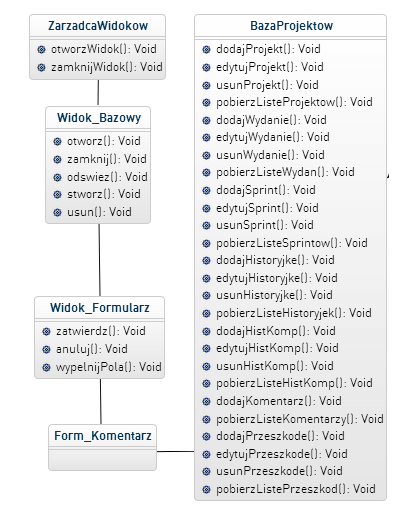 ZarzadcaWidokow
otworzWidok(): Void
zamknijWidok(): Void
Widok_Bazowy
otworz(): Void
zamknij(): Void
odswiez(): Void
stworz(): Void
usun(): Void
Widok_Formularz
zatwierdz(): Void
anuluj(): Void
wypelnijPola(): Void
Form_Komentarz
BazaProjektow
dodajProjekt(): Void
edytujProjekt(): Void
usunProjekt(): Void
pobierzListeProjektow(): Void
dodajWydanie(): Void
edytujWydanie(): Void
usunWydanie(): Void
pobierzListeWydan(): Void
dodajSprint(): Void
edytujSprint(): Void
usunSprint(): Void
pobierzListeSprintow(): Void
dodajHistoryjke(): Void
edytujHistoryjke(): Void
usunHistoryjke(): Void
pobierzListeHistoryjek(): Void
dodajHistKomp(): Void
edytujHistKomp(): Void
usunHistKomp(): Void
pobierzListeHistKomp(): Void
dodajKomentarz(): Void
pobierzListeKomentarzy(): Void
dodajPrzeszkode(): Void
edytujPrzeszkode(): Void
usunPrzeszkode(): Void
pobierzListePrzeszkod(): Void